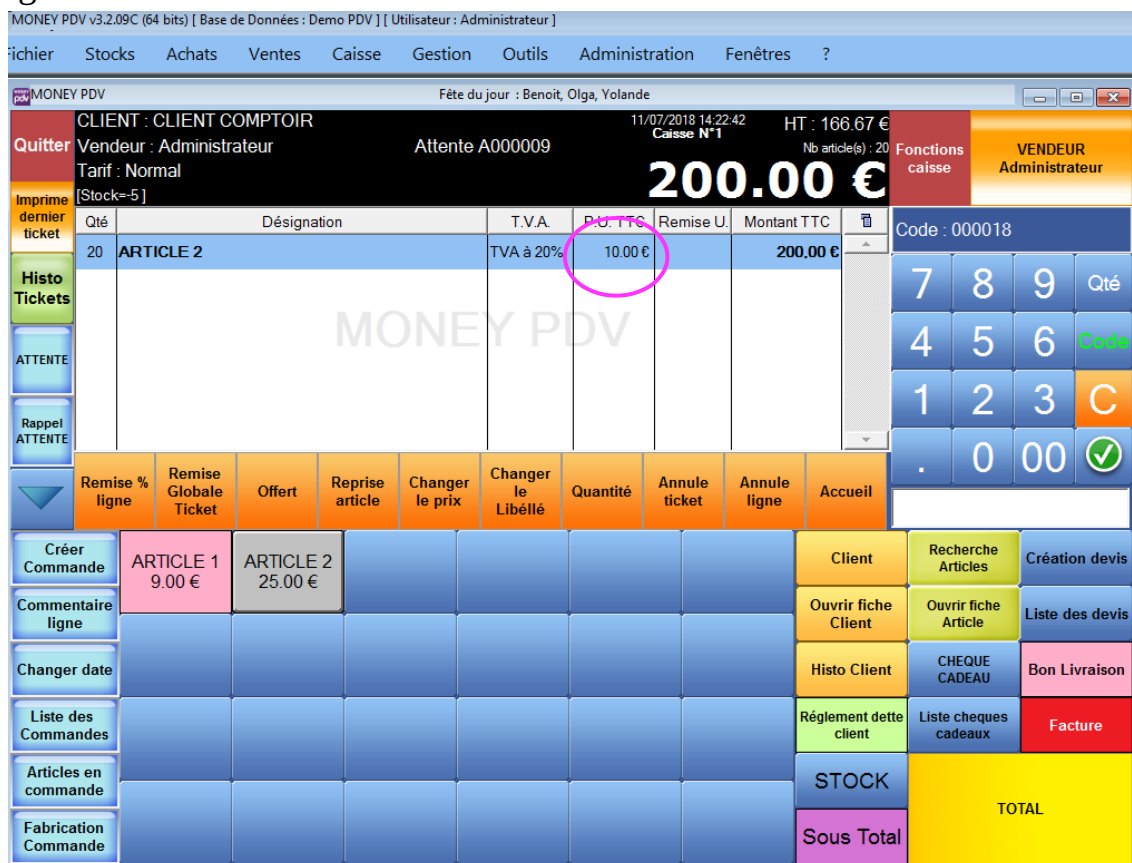 MONEY PDV v3.2.09C (64 bits) [ Base de Données : Demo PDV ] [ Utilisateur : Administrateur ]
Fichier Stocks Achats Ventes Caisse Gestion Outils Administration Fenêtres ?
MONEY PDV Fête du jour : Benoit, Olga, Yolande
Quitter
CLIENT : CLIENT COMPTOIR
Vendeur : Administrateur
Tarif : Normal
[Stock=-5 ]
Attente A000009
11/07/2018 14:22:42
Caisse N°1
HT : 166.67 €
Nb article(s) : 20
200.00 €
Fonctions
caisse
VENDEUR
Administrateur
Imprime
dernier
ticket
Histo
Tickets
ATTENTE
Rappel
ATTENTE
Qté Désignation T.V.A. P.U. TTC Remise U. Montant TTC
20 ARTICLE 2 TVA à 20% 10.00 € 200,00 €
MONEY PDV
Code : 000018
7 8 9 Qté
4 5 6 Code
1 2 3 C
. 0 00
Remise %
ligne
Remise
Globale
Ticket
Offert
Reprise
article
Changer
le prix
Changer
le
Libéllé
Quantité
Annule
ticket
Annule
ligne
Accueil
Créer
Commande
Commentaire
ligne
Changer date
Liste des
Commandes
Articles en
commande
Fabrication
Commande
ARTICLE 1
9.00 €
ARTICLE 2
25.00 €
Client
Recherche
Articles
Création devis
Ouvrir fiche
Client
Ouvrir fiche
Article
Liste des devis
Histo Client
CHEQUE
CADEAU
Bon Livraison
Réglement dette
client
Liste cheques
cadeaux
Facture
STOCK
Sous Total
TOTAL